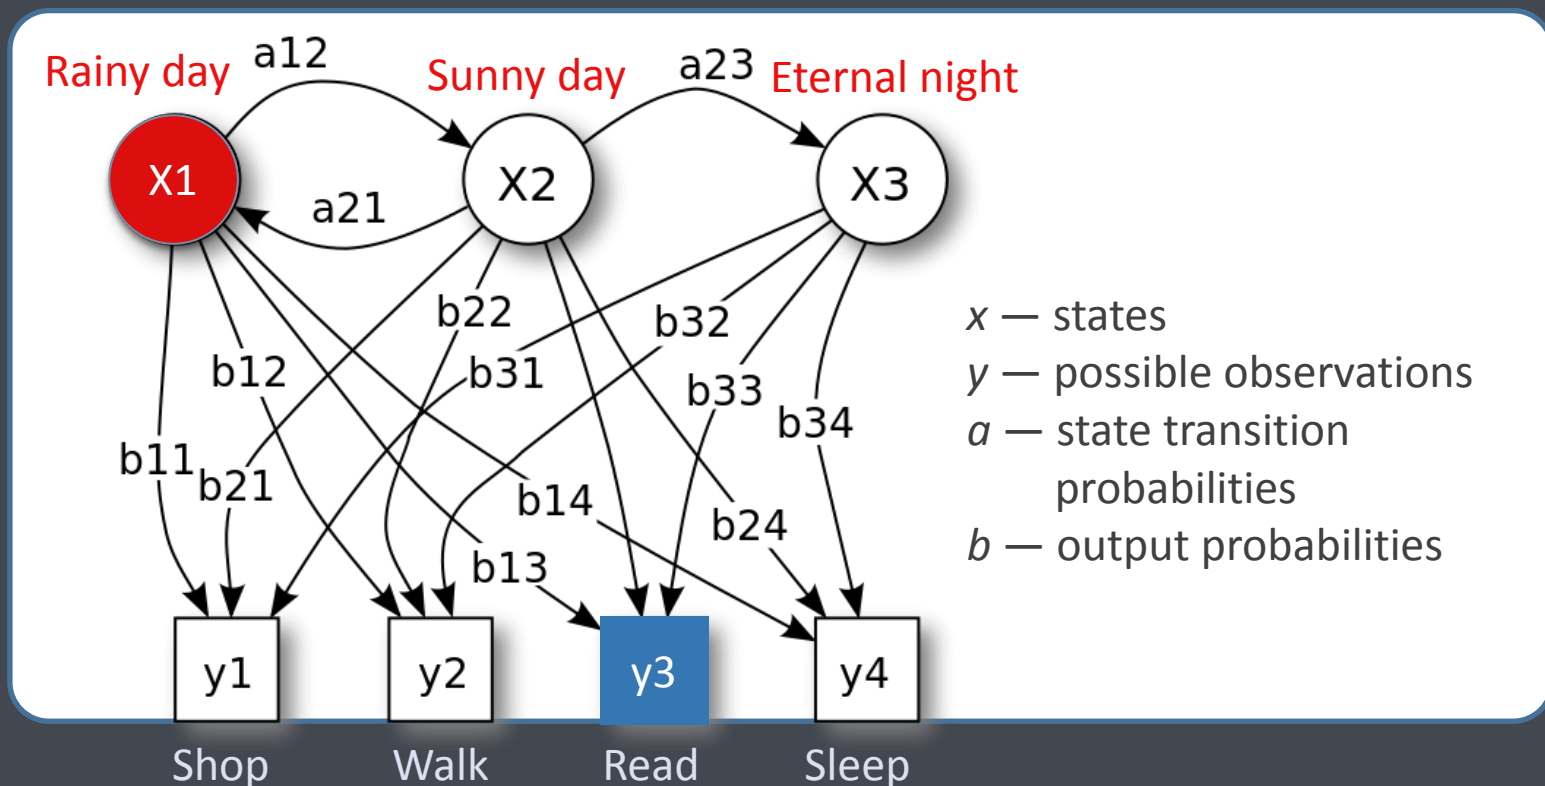 Rainy day
a12
Sunny day
a23
Eternal night
X1
X2
X3
a21
b22
b32
b12
b31
b33
b34
b11
b21
b14
b24
b13
x — states
y — possible observations
a — state transition
probabilities
b — output probabilities
y1
y2
y3
y4
Shop
Walk
Read
Sleep